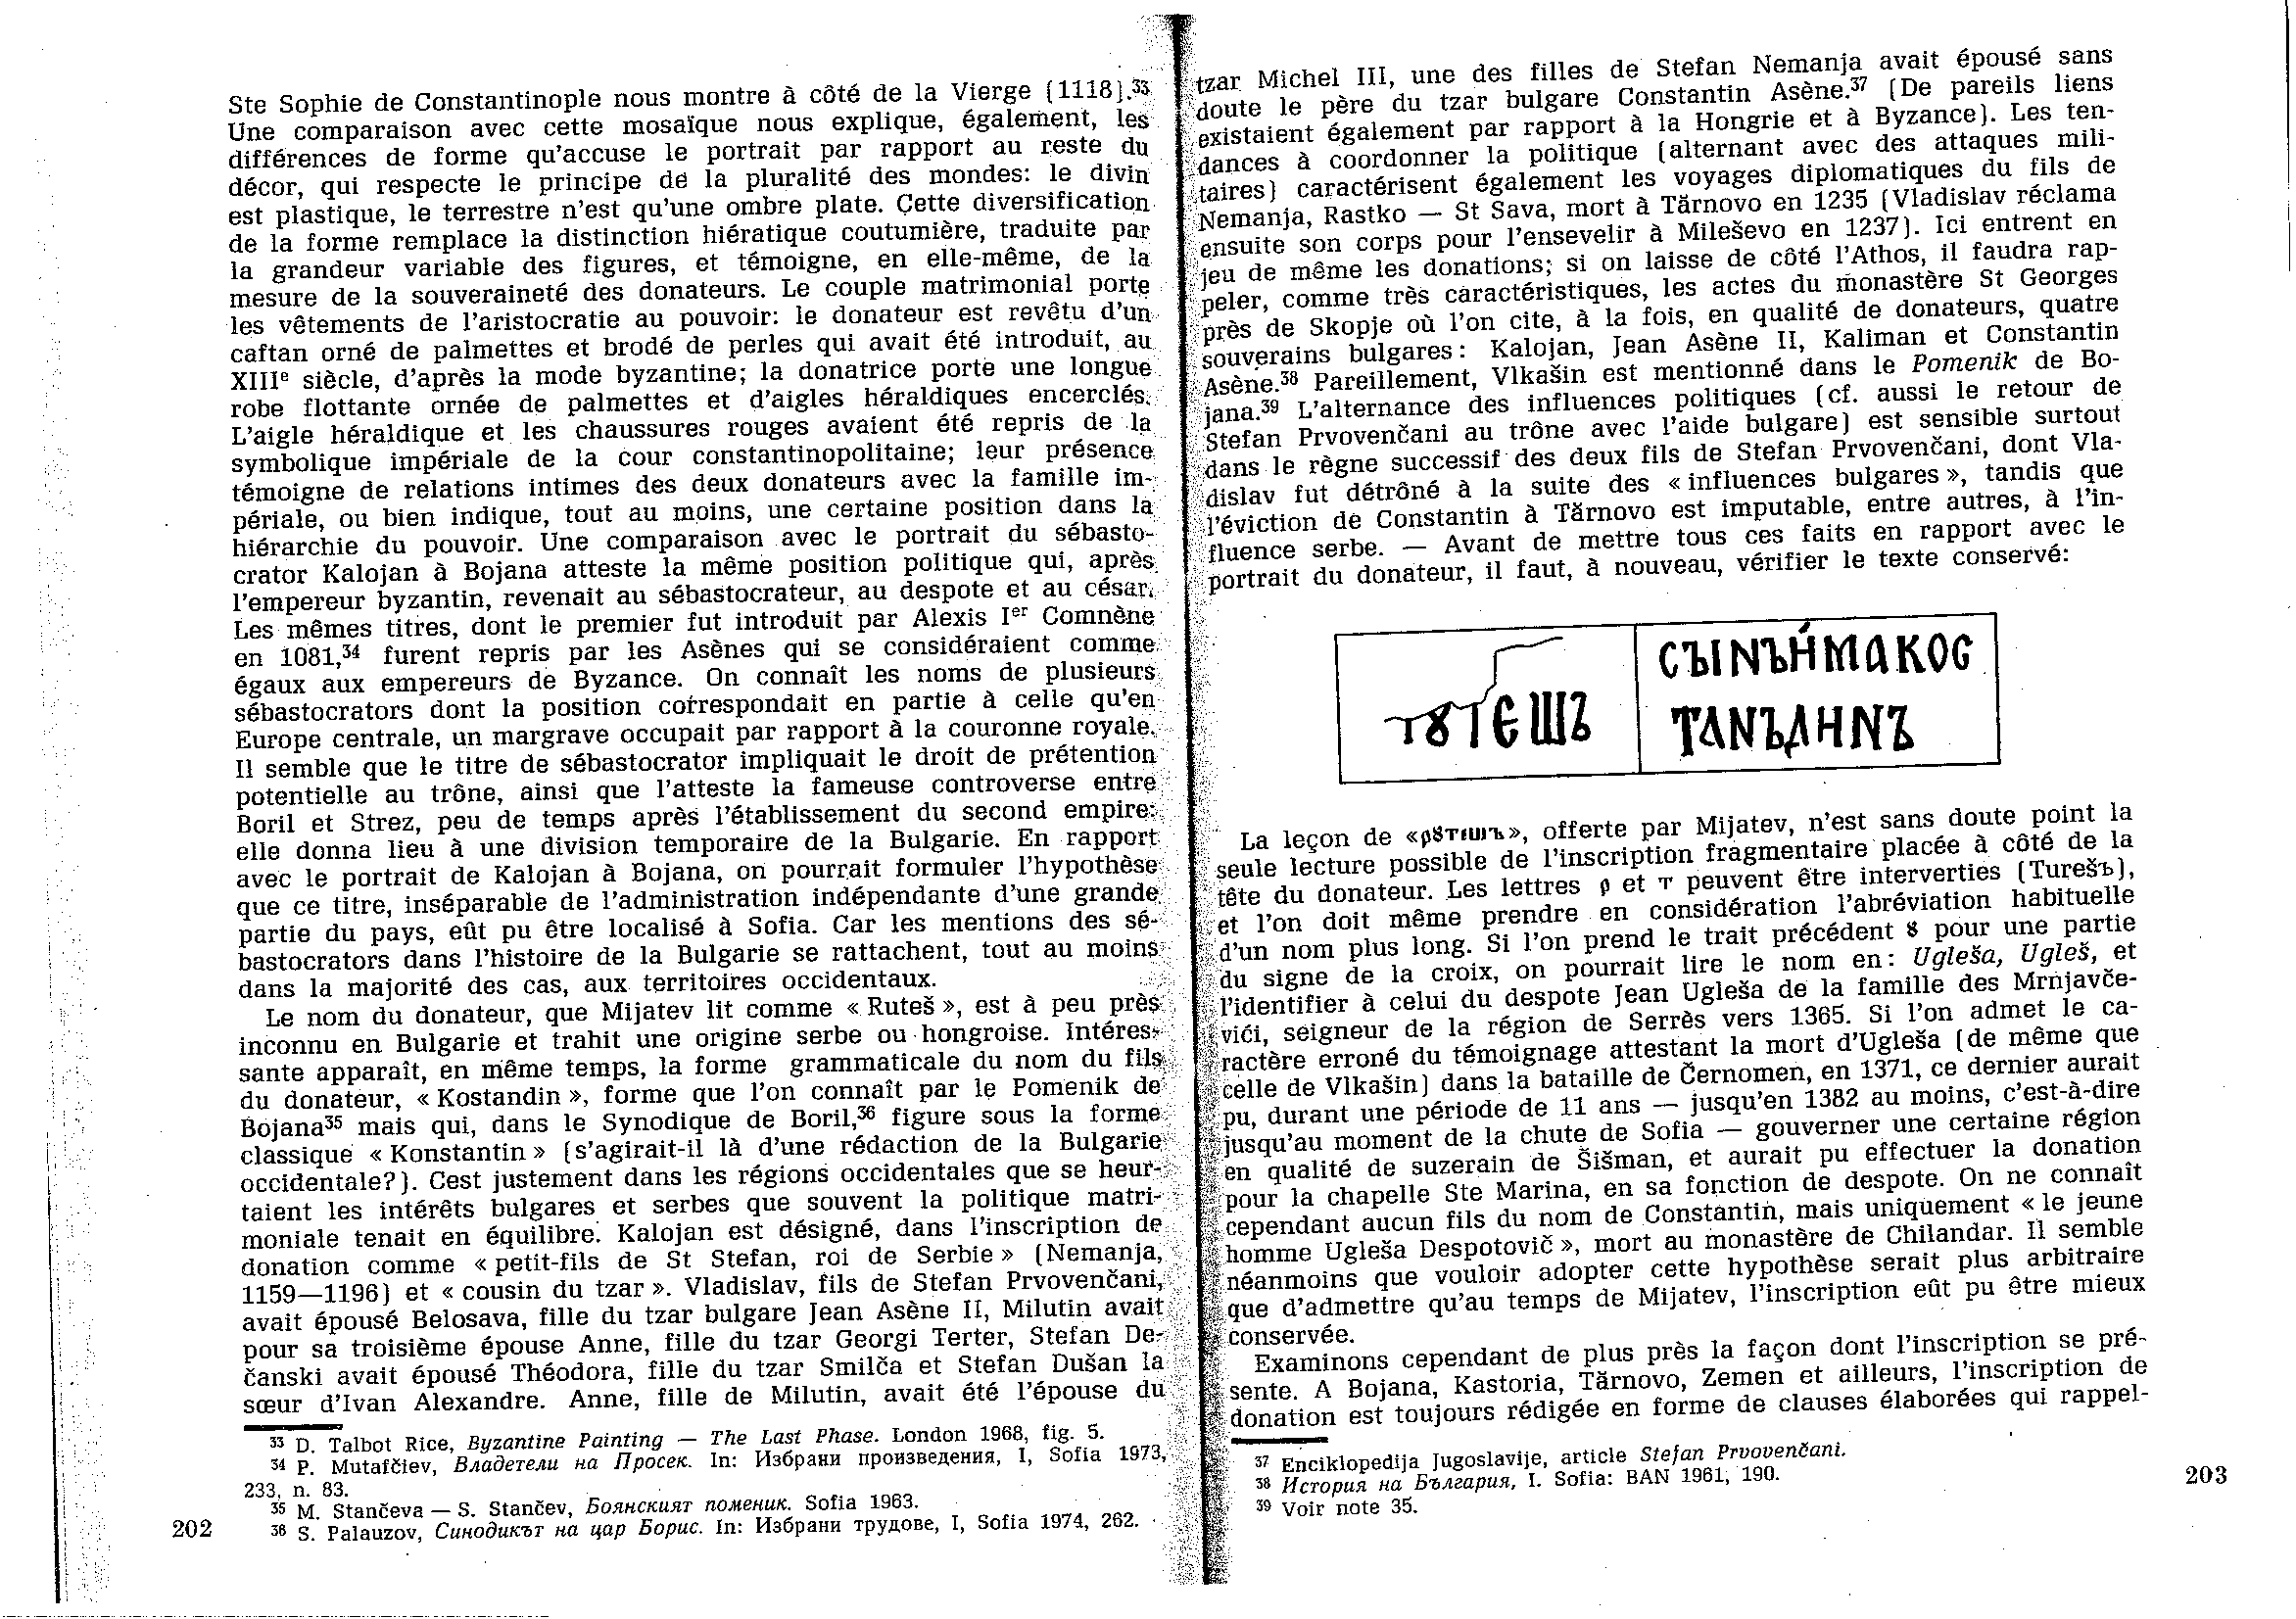 Ste Sophie de Constantinople nous montre à côté de la Vierge (1118).³³
Une comparaison avec cette mosaïque nous explique, également, les
différences de forme qu'accuse le portrait par rapport au reste du
décor, qui respecte le principe de la pluralité des mondes: le divin
est plastique, le terrestre n'est qu'une ombre plate. Cette diversification
de la forme remplace la distinction hiératique coutumière, traduite par
la grandeur variable des figures, et témoigne, en elle-même, de la
mesure de la souveraineté des donateurs. Le couple matrimonial porte
les vêtements de l'aristocratie au pouvoir: le donateur est revêtu d'un
caftan orné de palmettes et brodé de perles qui avait été introduit, au
XIIIᵉ siècle, d'après la mode byzantine; la donatrice porte une longue
robe flottante ornée de palmettes et d'aigles héraldiques encerclés.
L'aigle héraldique et les chaussures rouges avaient été repris de la
symbolique impériale de la cour constantinopolitaine; leur présence
témoigne de relations intimes des deux donateurs avec la famille im-
périale, ou bien indique, tout au moins, une certaine position dans la
hiérarchie du pouvoir. Une comparaison avec le portrait du sébasto-
crator Kalojan à Bojana atteste la même position politique qui, après
l'empereur byzantin, revenait au sébastocrateur, au despote et au césar.
Les mêmes titres, dont le premier fut introduit par Alexis Iᵉʳ Comnène
en 1081,³⁴ furent repris par les Asènes qui se considéraient comme
égaux aux empereurs de Byzance. On connaît les noms de plusieurs
sébastocrators dont la position correspondait en partie à celle qu'en
Europe centrale, un margrave occupait par rapport à la couronne royale.
Il semble que le titre de sébastocrator impliquait le droit de prétention
potentielle au trône, ainsi que l'atteste la fameuse controverse entre
Boril et Strez, peu de temps après l'établissement du second empire:
elle donna lieu à une division temporaire de la Bulgarie. En rapport
avec le portrait de Kalojan à Bojana, on pourrait formuler l'hypothèse
que ce titre, inséparable de l'administration indépendante d'une grande
partie du pays, eût pu être localisé à Sofia. Car les mentions des sé-
bastocrators dans l'histoire de la Bulgarie se rattachent, tout au moins
dans la majorité des cas, aux territoires occidentaux.
Le nom du donateur, que Mijatev lit comme « Ruteš », est à peu près
inconnu en Bulgarie et trahit une origine serbe ou hongroise. Intéres-
sante apparaît, en même temps, la forme grammaticale du nom du fils
du donateur, « Kostandin », forme que l'on connaît par le Pomenik de
Bojana³⁵ mais qui, dans le Synodique de Boril,³⁶ figure sous la forme
classique « Konstantin » (s'agirait-il là d'une rédaction de la Bulgarie
occidentale?). Cest justement dans les régions occidentales que se heur-
taient les intérêts bulgares et serbes que souvent la politique matri-
moniale tenait en équilibre. Kalojan est désigné, dans l'inscription de
donation comme « petit-fils de St Stefan, roi de Serbie » (Nemanja,
1159—1196) et « cousin du tzar ». Vladislav, fils de Stefan Prvovenčani,
avait épousé Belosava, fille du tzar bulgare Jean Asène II, Milutin avait
pour sa troisième épouse Anne, fille du tzar Georgi Terter, Stefan De-
čanski avait épousé Théodora, fille du tzar Smilča et Stefan Dušan la
sœur d'Ivan Alexandre. Anne, fille de Milutin, avait été l'épouse du
³³ D. Talbot Rice, Byzantine Painting — The Last Phase. London 1968, fig. 5.
³⁴ P. Mutafčiev, Владетели на Просек. In: Избрани произведения, I, Sofia 1973,
233, n. 83.
³⁵ M. Stančeva — S. Stančev, Боянският поменик. Sofia 1963.
³⁶ S. Palauzov, Синодикът на цар Борис. In: Избрани трудове, I, Sofia 1974, 262.
202
tzar Michel III, une des filles de Stefan Nemanja avait épousé sans
doute le père du tzar bulgare Constantin Asène.³⁷ (De pareils liens
existaient également par rapport à la Hongrie et à Byzance). Les ten-
dances à coordonner la politique (alternant avec des attaques mili-
taires) caractérisent également les voyages diplomatiques du fils de
Nemanja, Rastko — St Sava, mort à Tărnovo en 1235 (Vladislav réclama
ensuite son corps pour l'ensevelir à Mileševo en 1237). Ici entrent en
jeu de même les donations; si on laisse de côté l'Athos, il faudra rap-
peler, comme très caractéristiques, les actes du monastère St Georges
près de Skopje où l'on cite, à la fois, en qualité de donateurs, quatre
souverains bulgares: Kalojan, Jean Asène II, Kaliman et Constantin
Asène.³⁸ Pareillement, Vlkašin est mentionné dans le Pomenik de Bo-
jana.³⁹ L'alternance des influences politiques (cf. aussi le retour de
Stefan Prvovenčani au trône avec l'aide bulgare) est sensible surtout
dans le règne successif des deux fils de Stefan Prvovenčani, dont Vla-
dislav fut détrôné à la suite des « influences bulgares », tandis que
l'éviction de Constantin à Tărnovo est imputable, entre autres, à l'in-
fluence serbe. — Avant de mettre tous ces faits en rapport avec le
portrait du donateur, il faut, à nouveau, vérifier le texte conservé:
СЪІNЪН́МАКОС
ТАNЪДНNЪ
La leçon de «рꙋтешъ», offerte par Mijatev, n'est sans doute point la
seule lecture possible de l'inscription fragmentaire placée à côté de la
tête du donateur. Les lettres р et т peuvent être interverties (Turešъ),
et l'on doit même prendre en considération l'abréviation habituelle
d'un nom plus long. Si l'on prend le trait précédent ꙋ pour une partie
du signe de la croix, on pourrait lire le nom en: Uglješa, Ugleš, et
l'identifier à celui du despote Jean Ugleša de la famille des Mrnjavče-
vići, seigneur de la région de Serrès vers 1365. Si l'on admet le ca-
ractère erroné du témoignage attestant la mort d'Ugleša (de même que
celle de Vlkašin) dans la bataille de Černomen, en 1371, ce dernier aurait
pu, durant une période de 11 ans — jusqu'en 1382 au moins, c'est-à-dire
jusqu'au moment de la chute de Sofia — gouverner une certaine région
en qualité de suzerain de Šišman, et aurait pu effectuer la donation
pour la chapelle Ste Marina, en sa fonction de despote. On ne connaît
cependant aucun fils du nom de Constantin, mais uniquement « le jeune
homme Ugleša Despotovič », mort au monastère de Chilandar. Il semble
néanmoins que vouloir adopter cette hypothèse serait plus arbitraire
que d'admettre qu'au temps de Mijatev, l'inscription eût pu être mieux
conservée.
Examinons cependant de plus près la façon dont l'inscription se pré-
sente. A Bojana, Kastoria, Tărnovo, Zemen et ailleurs, l'inscription de
donation est toujours rédigée en forme de clauses élaborées qui rappel-
³⁷ Enciklopedija Jugoslavije, article Stefan Prvovenčani.
³⁸ История на България, I. Sofia: BAN 1961, 190.
³⁹ Voir note 35.
203